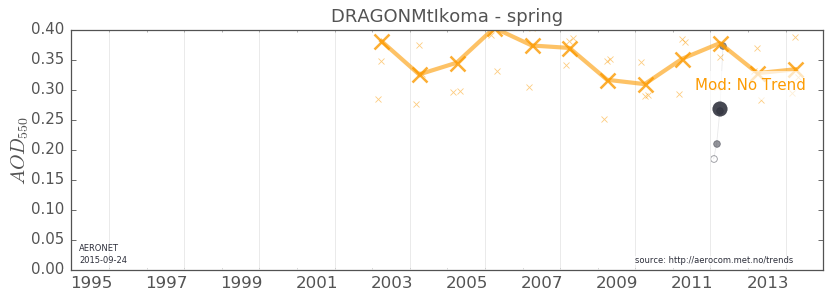 DRAGONMtIkoma - spring
0.40
0.35
0.30
0.25
0.20
0.15
0.10
0.05
0.00
AOD550
Mod: No Trend
AERONET
2015-09-24
source: http://aerocom.met.no/trends
1995 1997 1999 2001 2003 2005 2007 2009 2011 2013